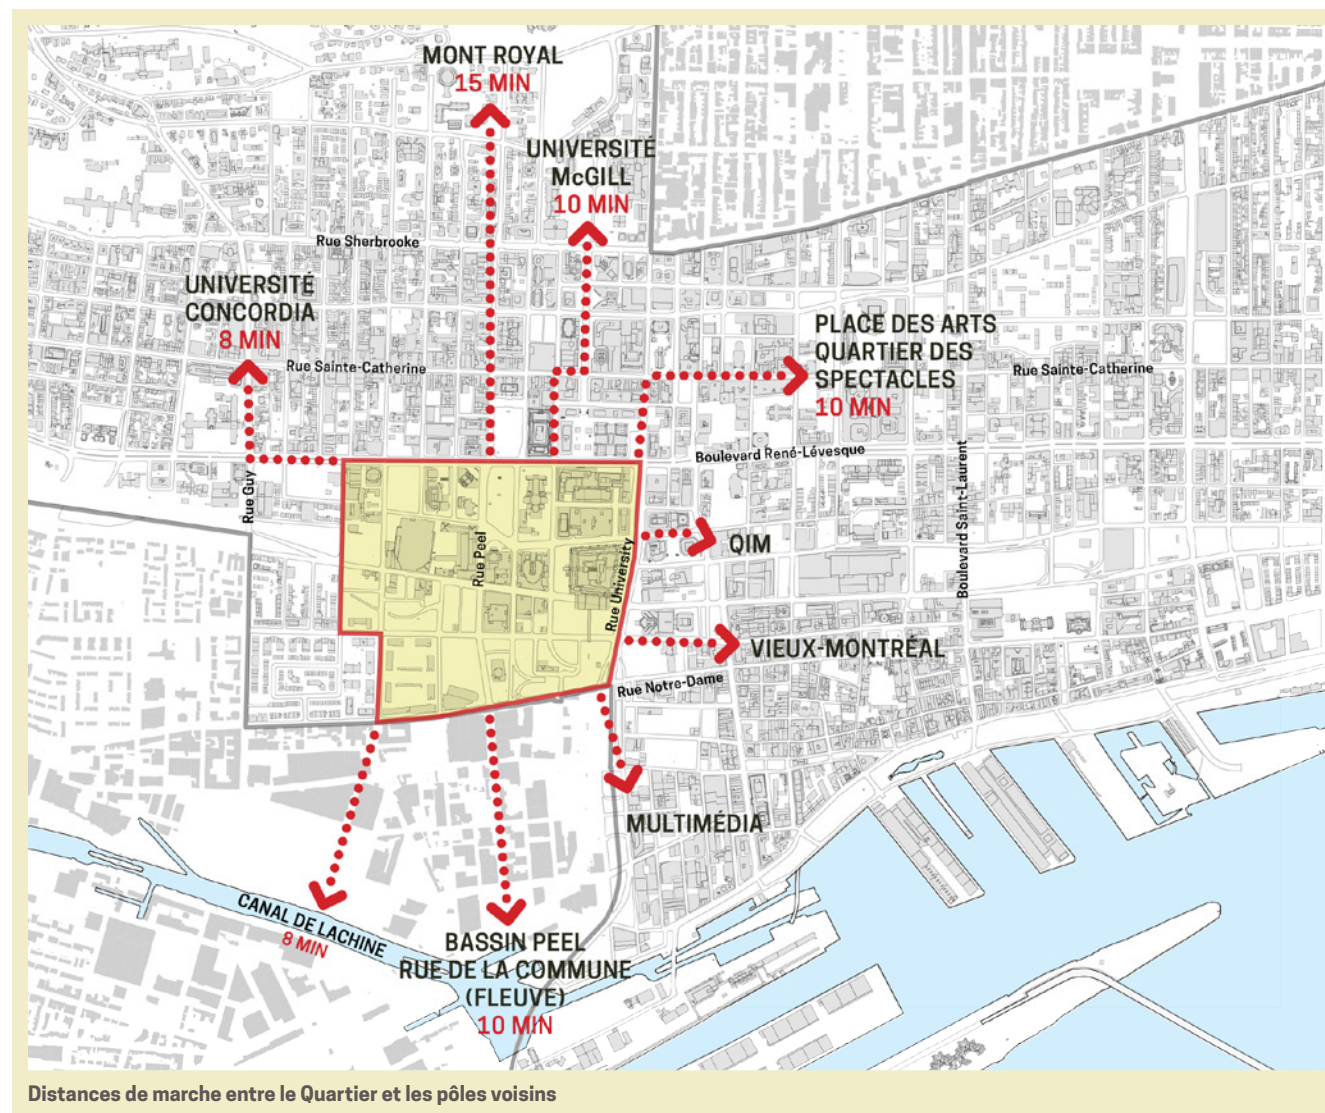 MONT ROYAL
15 MIN
UNIVERSITÉ
McGILL
10 MIN
Rue Sherbrooke
UNIVERSITÉ
CONCORDIA
8 MIN
PLACE DES ARTS
QUARTIER DES
SPECTACLES
10 MIN
Rue Sainte-Catherine
Rue Sainte-Catherine
Boulevard René-Lévesque
Rue Guy
Rue Peel
Rue University
Boulevard Saint-Laurent
QIM
VIEUX-MONTRÉAL
Rue Notre-Dame
MULTIMÉDIA
CANAL DE LACHINE
8 MIN
BASSIN PEEL
RUE DE LA COMMUNE
(FLEUVE)
10 MIN
Distances de marche entre le Quartier et les pôles voisins